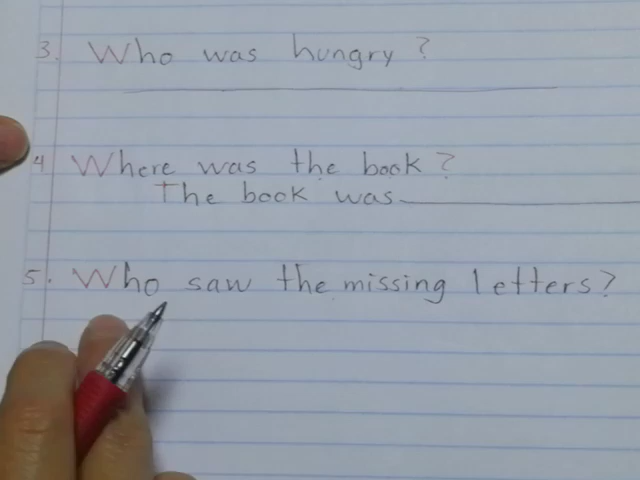 3. Who was hungry?
4 Where was the book?
The book was
5. Who saw the missing letters?